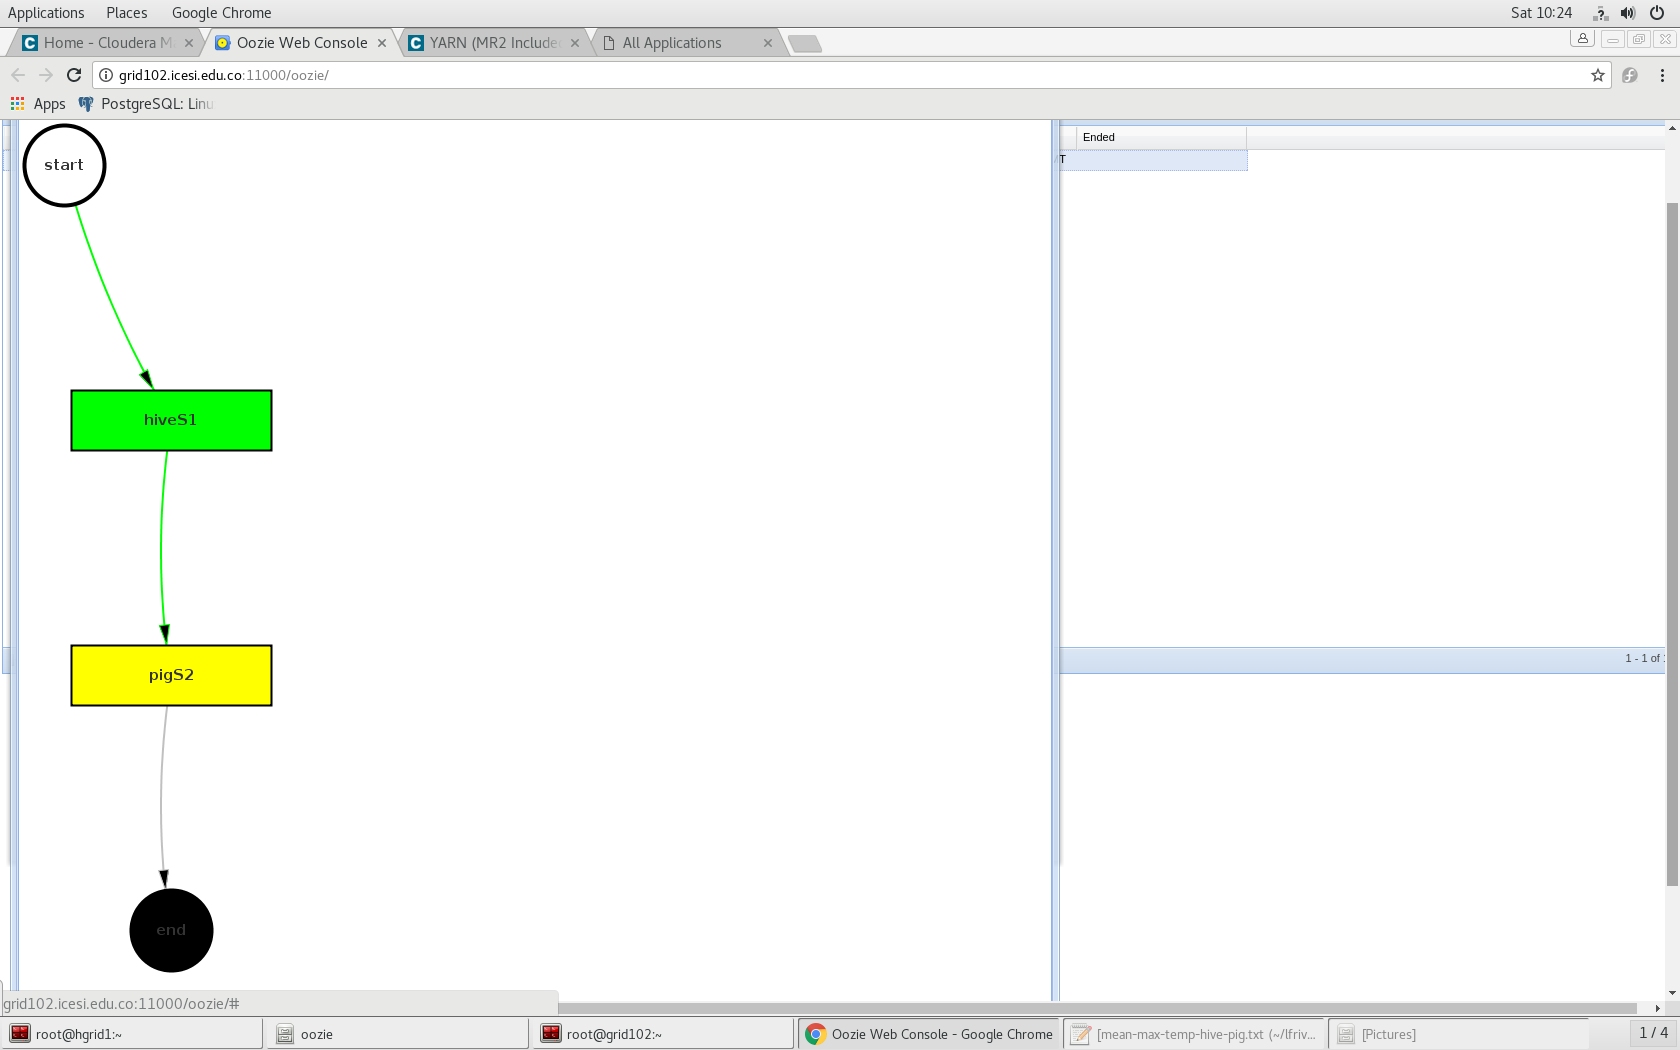 Applications Places Google Chrome Sat 10:24
Home - Cloudera M Oozie Web Console YARN (MR2 Include All Applications
grid102.icesi.edu.co:11000/oozie/
Apps PostgreSQL: Linu
start
Ended
T
hiveS1
1 - 1 of
pigS2
end
grid102.icesi.edu.co:11000/oozie/#
root@hgrid1:~ oozie root@grid102:~ Oozie Web Console - Google Chrome [mean-max-temp-hive-pig.txt (~/lfriv... [Pictures] 1 / 4